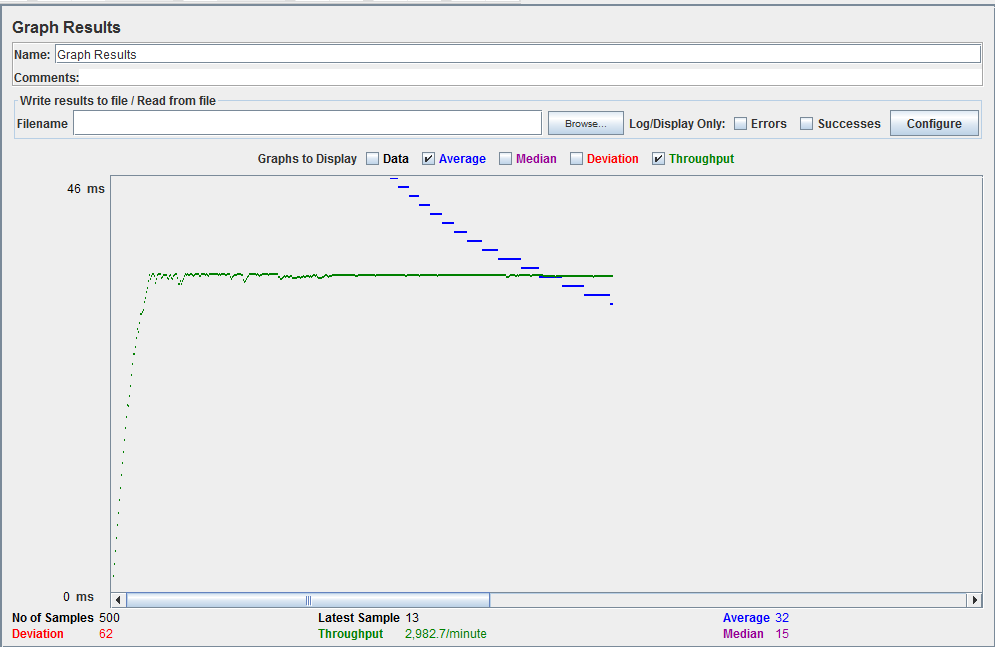 Graph Results
Name: Graph Results
Comments:
Write results to file / Read from file
Filename Browse... Log/Display Only: Errors Successes Configure
Graphs to Display Data Average Median Deviation Throughput
46 ms
0 ms
No of Samples 500 Latest Sample 13 Average 32
Deviation 62 Throughput 2,982.7/minute Median 15